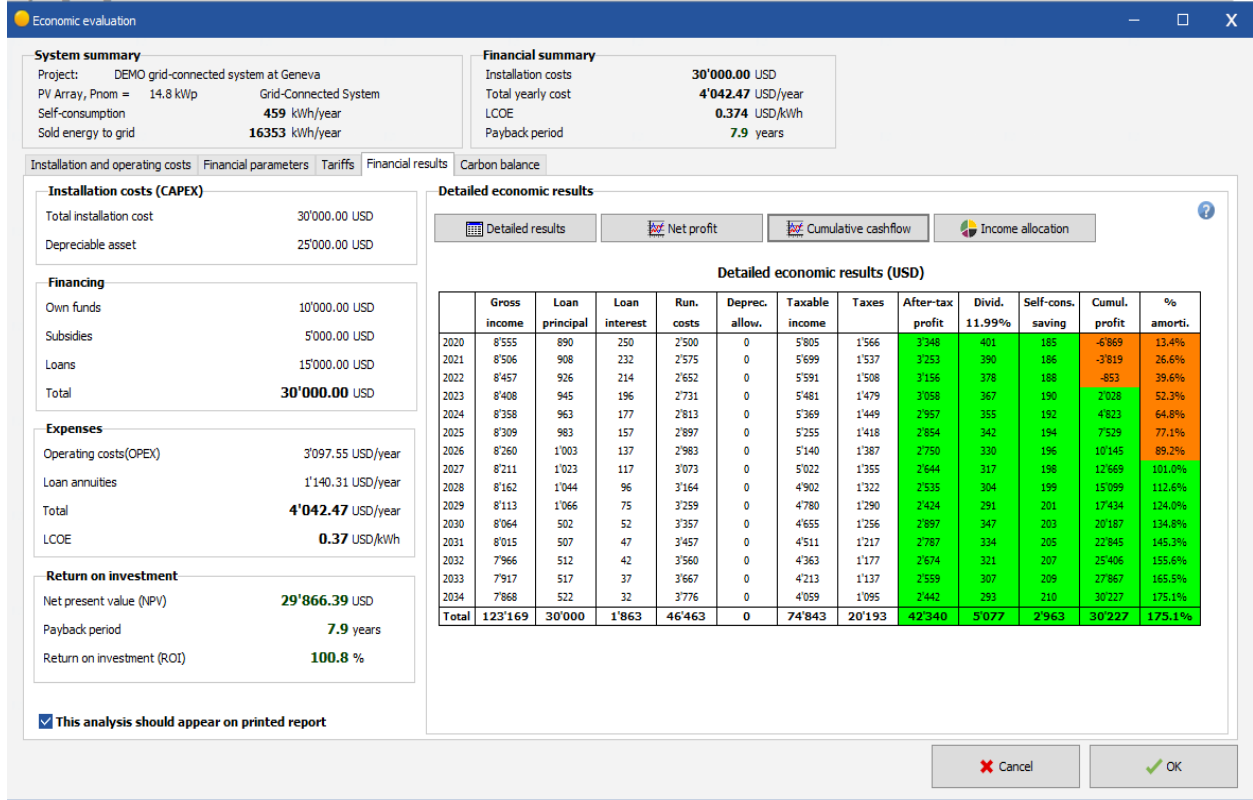 Economic evaluation
System summary
Project: DEMO grid-connected system at Geneva
PV Array, Pnom = 14.8 kWp Grid-Connected System
Self-consumption 459 kWh/year
Sold energy to grid 16353 kWh/year
Financial summary
Installation costs 30'000.00 USD
Total yearly cost 4'042.47 USD/year
LCOE 0.374 USD/kWh
Payback period 7.9 years
Installation and operating costs Financial parameters Tariffs Financial results Carbon balance
Installation costs (CAPEX)
Total installation cost 30'000.00 USD
Depreciable asset 25'000.00 USD
Financing
Own funds 10'000.00 USD
Subsidies 5'000.00 USD
Loans 15'000.00 USD
Total 30'000.00 USD
Expenses
Operating costs(OPEX) 3'097.55 USD/year
Loan annuities 1'140.31 USD/year
Total 4'042.47 USD/year
LCOE 0.37 USD/kWh
Return on investment
Net present value (NPV) 29'866.39 USD
Payback period 7.9 years
Return on investment (ROI) 100.8 %
This analysis should appear on printed report
Detailed economic results
Detailed results Net profit Cumulative cashflow Income allocation
Detailed economic results (USD)
Gross Loan Loan Run. Deprec. Taxable Taxes After-tax Divid. Self-cons. Cumul. %
income principal interest costs allow. income profit 11.99% saving profit amorti.
2020 8'555 890 250 2'500 0 5'805 1'566 3'348 401 185 -6'869 13.4%
2021 8'506 908 232 2'575 0 5'699 1'537 3'253 390 186 -3'819 26.6%
2022 8'457 926 214 2'652 0 5'591 1'508 3'156 378 188 -853 39.6%
2023 8'408 945 196 2'731 0 5'481 1'479 3'058 367 190 2'028 52.3%
2024 8'358 963 177 2'813 0 5'369 1'449 2'957 355 192 4'823 64.8%
2025 8'309 983 157 2'897 0 5'255 1'418 2'854 342 194 7'529 77.1%
2026 8'260 1'003 137 2'983 0 5'140 1'387 2'750 330 196 10'145 89.2%
2027 8'211 1'023 117 3'073 0 5'022 1'355 2'644 317 198 12'669 101.0%
2028 8'162 1'044 96 3'164 0 4'902 1'322 2'535 304 199 15'099 112.6%
2029 8'113 1'066 75 3'259 0 4'780 1'290 2'424 291 201 17'434 124.0%
2030 8'064 502 52 3'357 0 4'655 1'256 2'897 347 203 20'187 134.8%
2031 8'015 507 47 3'457 0 4'511 1'217 2'787 334 205 22'845 145.3%
2032 7'966 512 42 3'560 0 4'363 1'177 2'674 321 207 25'406 155.6%
2033 7'917 517 37 3'667 0 4'213 1'137 2'559 307 209 27'867 165.5%
2034 7'868 522 32 3'776 0 4'059 1'095 2'442 293 210 30'227 175.1%
Total 123'169 30'000 1'863 46'463 0 74'843 20'193 42'340 5'077 2'963 30'227 175.1%
Cancel OK